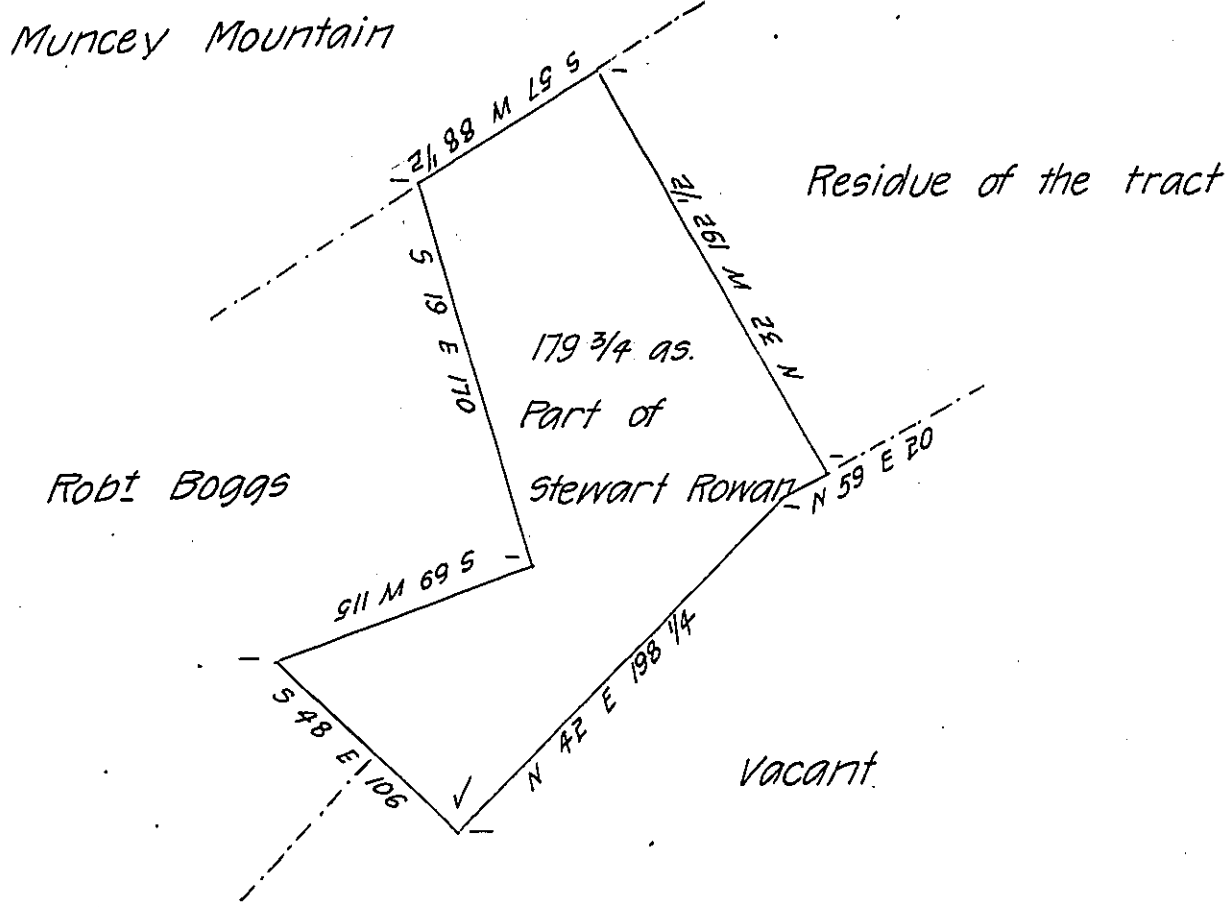 Muncey Mountain
S 57 W 88 1/2
Residue of the tract
N 32 W 192 1/2
S 19 E 170
179 3/4 as.
Part of
Stewart Rowan
Robt Boggs
N 59 E 20
S 69 W 115
S 48 E 106
N 42 E 198 1/4
Vacant